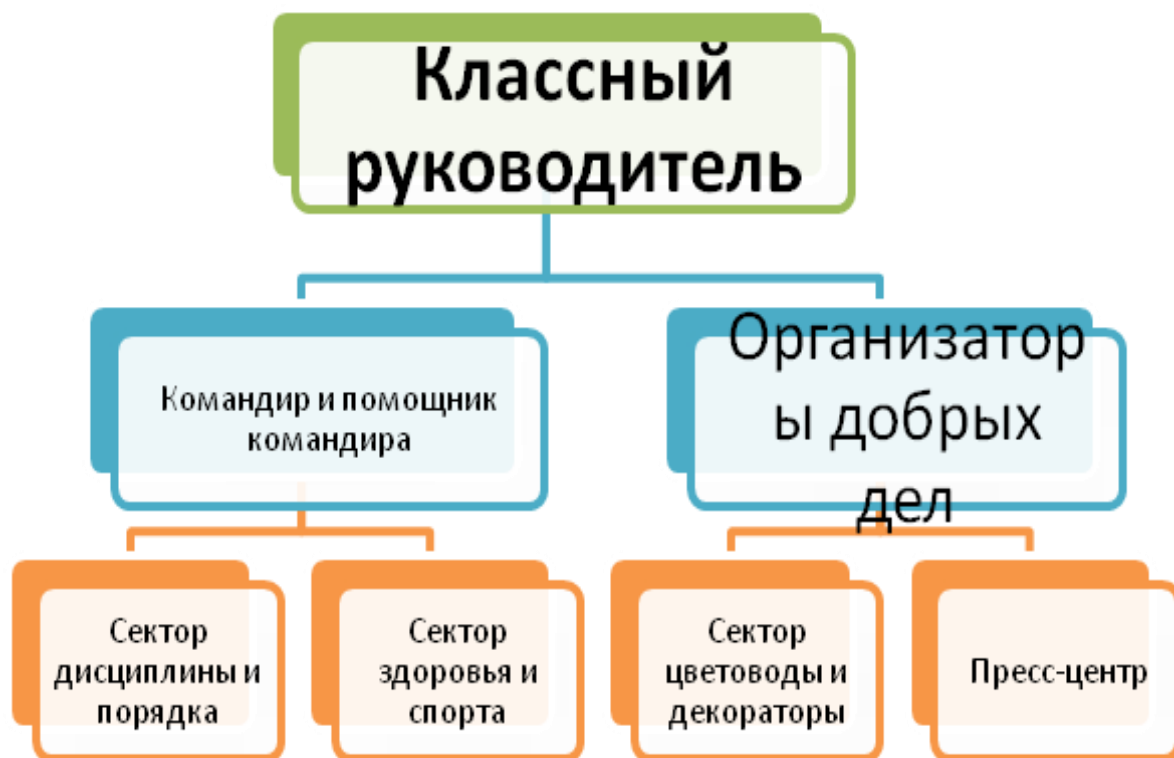 Классный
руководитель
Командир и помощник
командира
Организатор
ы добрых
дел
Сектор
дисциплины и
порядка
Сектор
здоровья и
спорта
Сектор
цветоводы и
декораторы
Пресс-центр